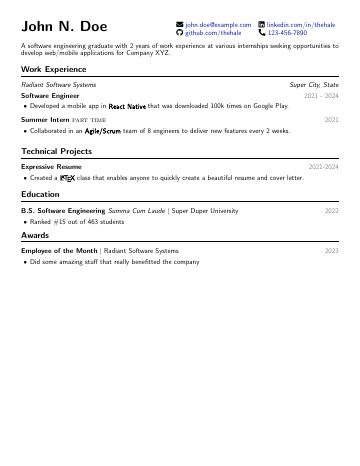 John N. Doe
john.doe@example.com linkedin.com/in/thehale
github.com/thehale 123-456-7890
A software engineering graduate with 2 years of work experience at various internships seeking opportunities to
develop web/mobile applications for Company XYZ.
Work Experience
Radiant Software Systems Super City, State
Software Engineer 2021 - 2024
• Developed a mobile app in React Native that was downloaded 100k times on Google Play.
Summer Intern PART TIME 2021
• Collaborated in an Agile/Scrum team of 8 engineers to deliver new features every 2 weeks.
Technical Projects
Expressive Resume 2021-2024
• Created a LATEX class that enables anyone to quickly create a beautiful resume and cover letter.
Education
B.S. Software Engineering Summa Cum Laude | Super Duper University 2022
• Ranked #15 out of 463 students
Awards
Employee of the Month | Radiant Software Systems 2023
• Did some amazing stuff that really benefitted the company